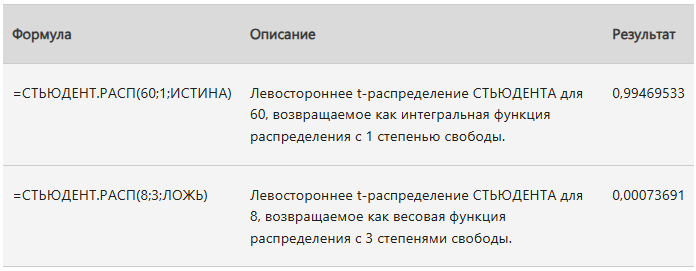 Формула Описание Результат
=СТЬЮДЕНТ.РАСП(60;1;ИСТИНА) Левостороннее t-распределение СТЬЮДЕНТА для 0,99469533
60, возвращаемое как интегральная функция
распределения с 1 степенью свободы.
=СТЬЮДЕНТ.РАСП(8;3;ЛОЖЬ) Левостороннее t-распределение СТЬЮДЕНТА для 0,00073691
8, возвращаемое как весовая функция
распределения с 3 степенями свободы.